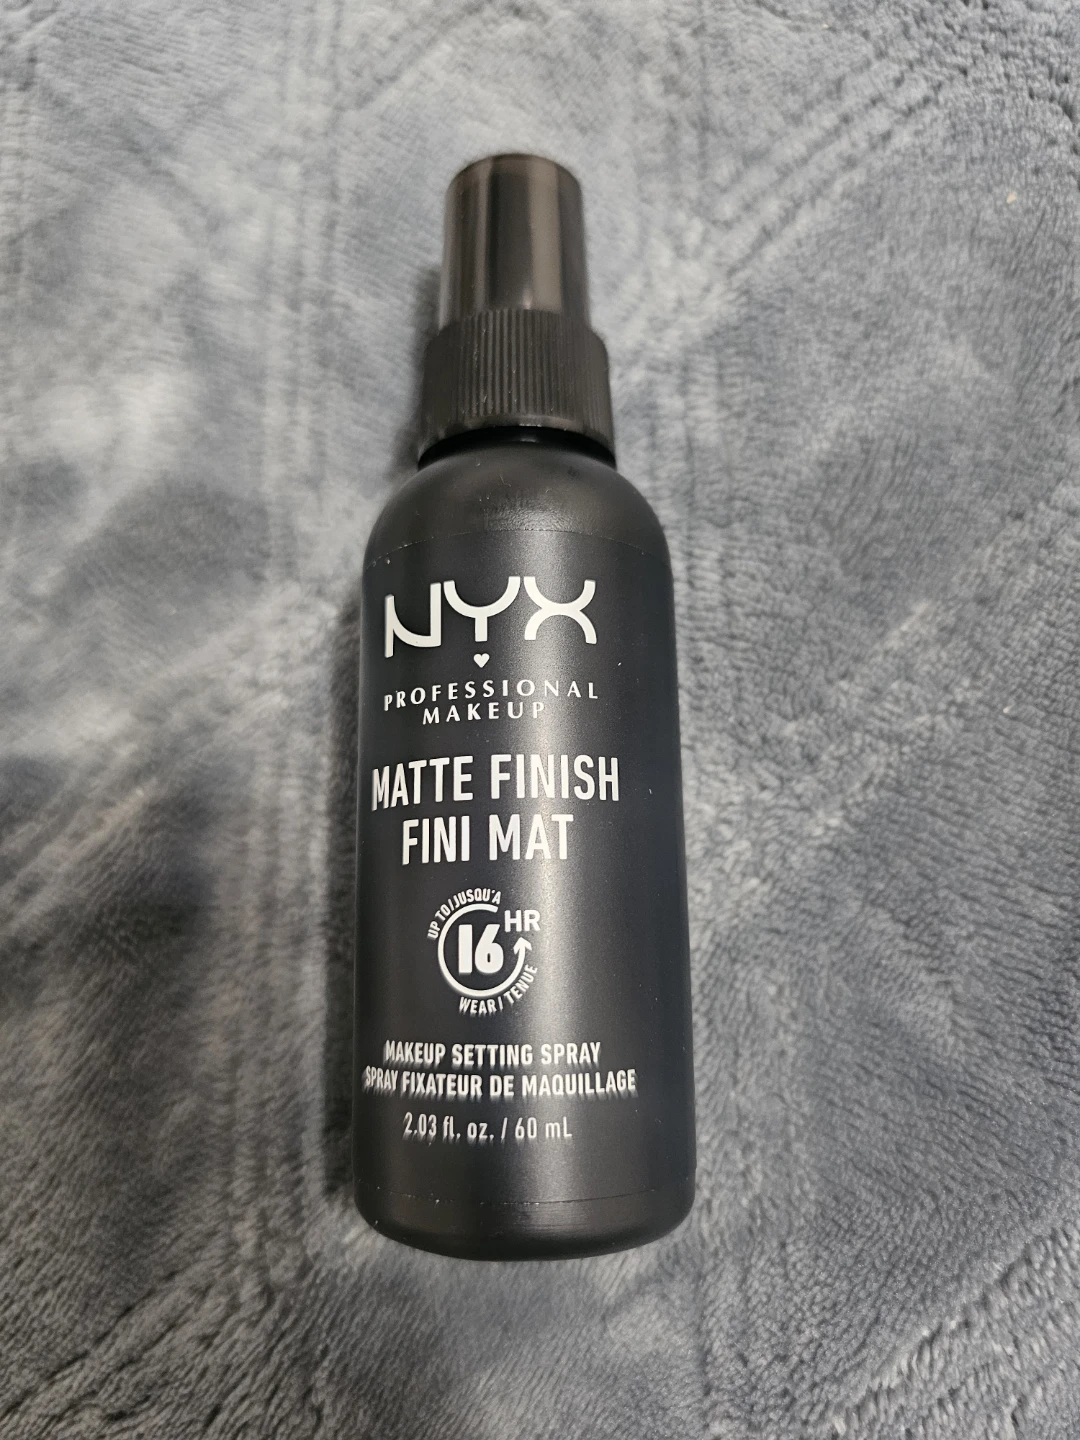 NYX
PROFESSIONAL
MAKEUP
MATTE FINISH
FINI MAT
UP TO/JUSQU'À
16 HR
WEAR/TENUE
MAKEUP SETTING SPRAY
SPRAY FIXATEUR DE MAQUILLAGE
2.03 fl. oz. / 60 mL